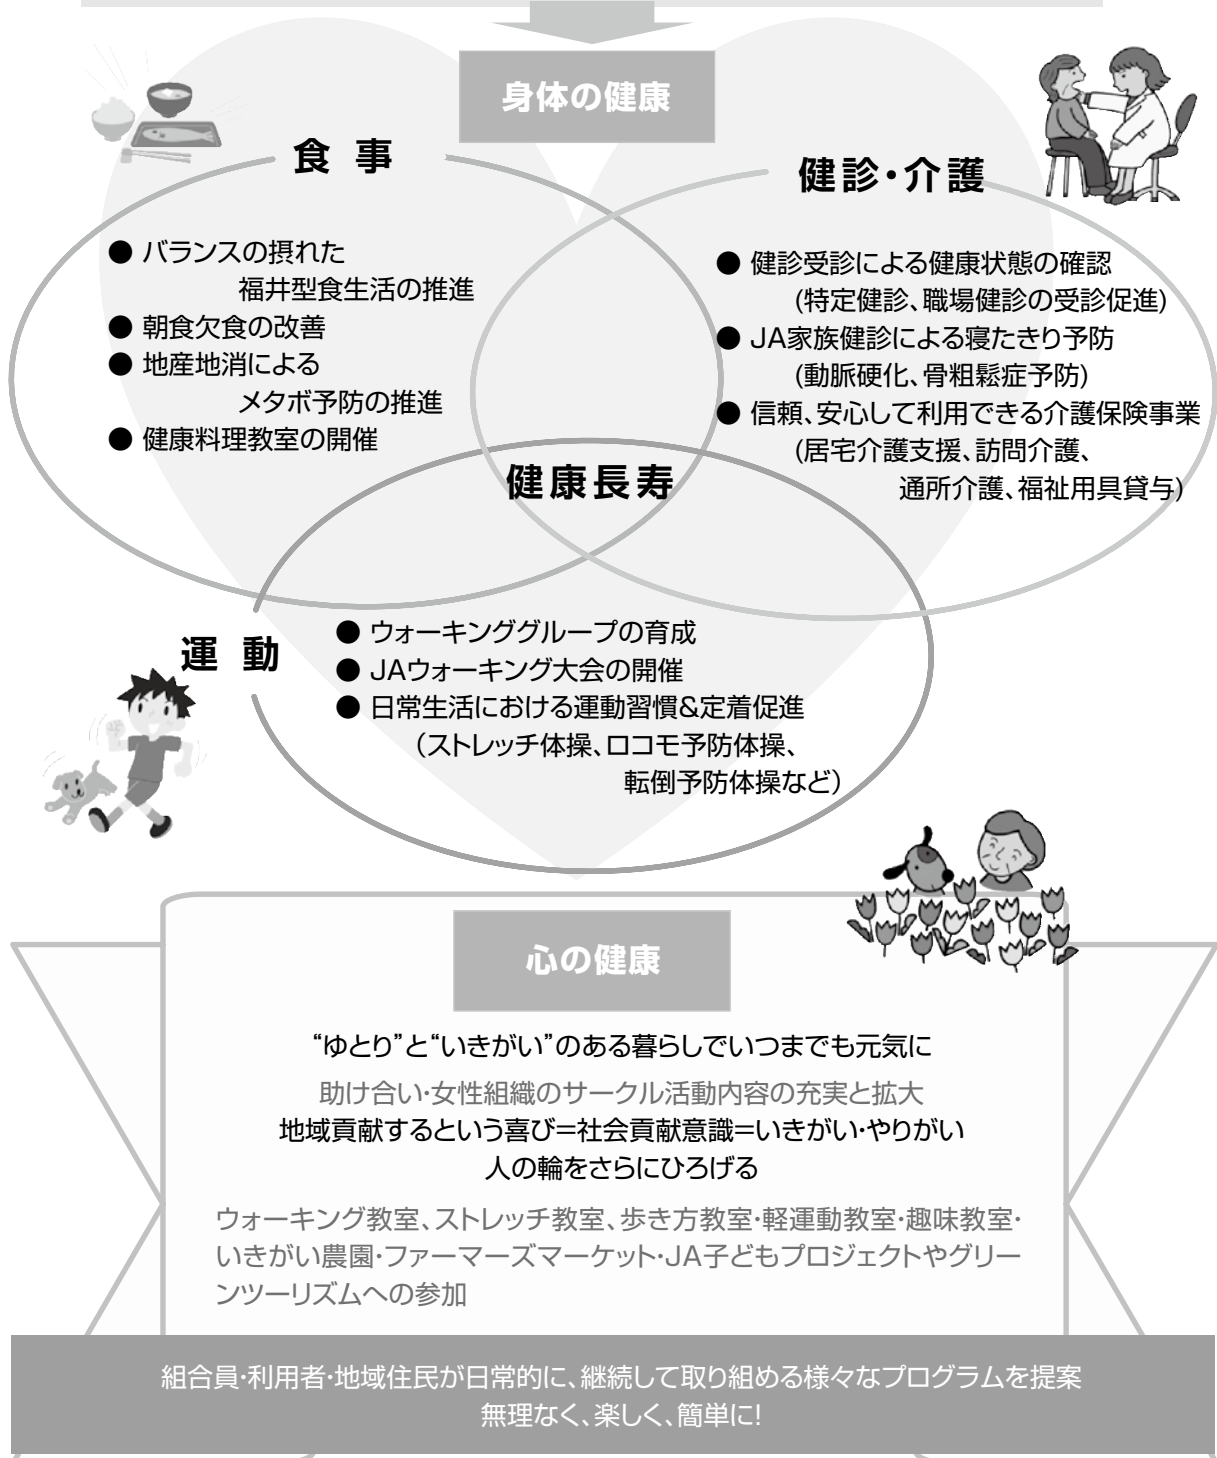 身体の健康
食 事
● バランスの摂れた
福井型食生活の推進
● 朝食欠食の改善
● 地産地消による
メタボ予防の推進
● 健康料理教室の開催
健診・介護
● 健診受診による健康状態の確認
(特定健診、職場健診の受診促進)
● JA家族健診による寝たきり予防
(動脈硬化、骨粗鬆症予防)
● 信頼、安心して利用できる介護保険事業
(居宅介護支援、訪問介護、
通所介護、福祉用具貸与)
健康長寿
運 動
● ウォーキンググループの育成
● JAウォーキング大会の開催
● 日常生活における運動習慣&定着促進
(ストレッチ体操、ロコモ予防体操、
転倒予防体操など)
心の健康
“ゆとり”と“いきがい”のある暮らしでいつまでも元気に
助け合い・女性組織のサークル活動内容の充実と拡大
地域貢献するという喜び=社会貢献意識=いきがい・やりがい
人の輪をさらにひろげる
ウォーキング教室、ストレッチ教室、歩き方教室・軽運動教室・趣味教室・
いきがい農園・ファーマーズマーケット・JA子どもプロジェクトやグリー
ンツーリズムへの参加
組合員・利用者・地域住民が日常的に、継続して取り組める様々なプログラムを提案
無理なく、楽しく、簡単に!